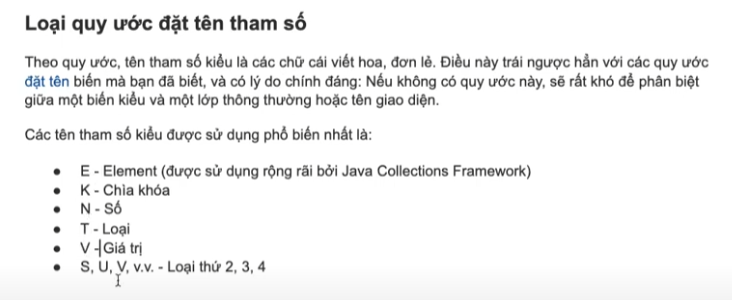 Loại quy ước đặt tên tham số
Theo quy ước, tên tham số kiểu là các chữ cái viết hoa, đơn lẻ. Điều này trái ngược hẳn với các quy ước
đặt tên biến mà bạn đã biết, và có lý do chính đáng: Nếu không có quy ước này, sẽ rất khó để phân biệt
giữa một biến kiểu và một lớp thông thường hoặc tên giao diện.
Các tên tham số kiểu được sử dụng phổ biến nhất là:
● E - Element (được sử dụng rộng rãi bởi Java Collections Framework)
● K - Chìa khóa
● N - Số
● T - Loại
● V - Giá trị
● S, U, V, v.v. - Loại thứ 2, 3, 4